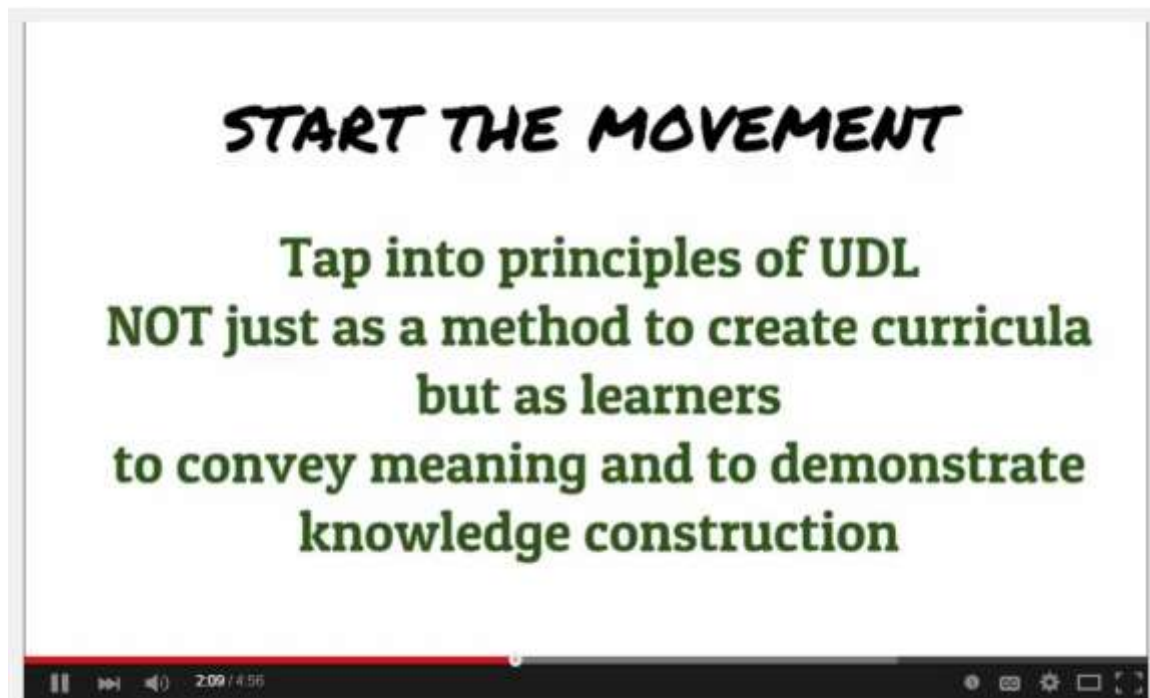 START THE MOVEMENT
Tap into principles of UDL
NOT just as a method to create curricula
but as learners
to convey meaning and to demonstrate
knowledge construction
2:09 / 4:56